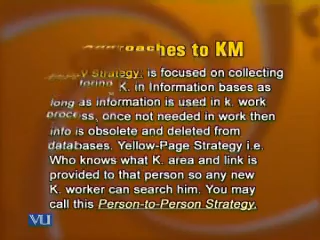 Approaches to KM
Strategy: is focused on collecting
K. in Information bases as
long as information is used in k. work
process, once not needed in work then
info is obsolete and deleted from
databases. Yellow-Page Strategy i.e.
Who knows what K. area and link is
provided to that person so any new
K. worker can search him. You may
call this Person-to-Person Strategy.
VU